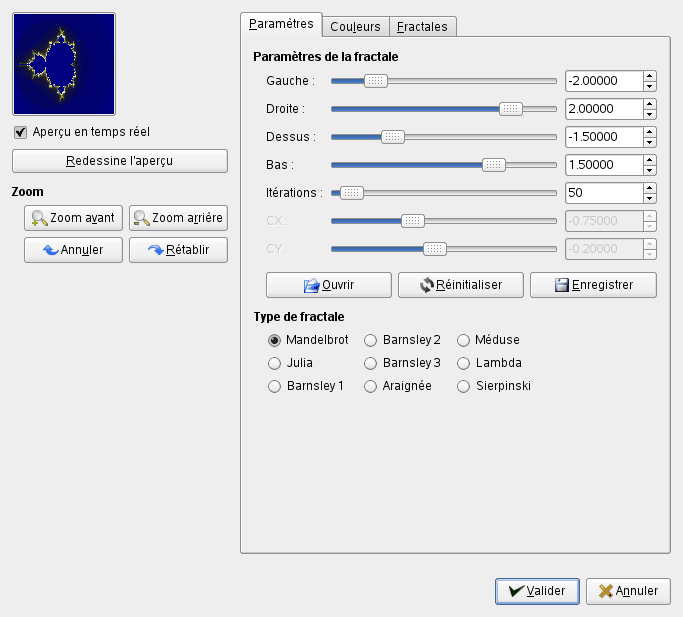 Aperçu en temps réel
Redessine l'aperçu
Zoom
Zoom avant
Zoom arrière
Annuler
Rétablir
Paramètres
Couleurs
Fractales
Paramètres de la fractale
Gauche :
-2.00000
Droite :
2.00000
Dessus :
-1.50000
Bas :
1.50000
Itérations :
50
CX :
-0.75000
CY :
-0.20000
Ouvrir
Réinitialiser
Enregistrer
Type de fractale
Mandelbrot
Barnsley 2
Méduse
Julia
Barnsley 3
Lambda
Barnsley 1
Araignée
Sierpinski
Valider
Annuler